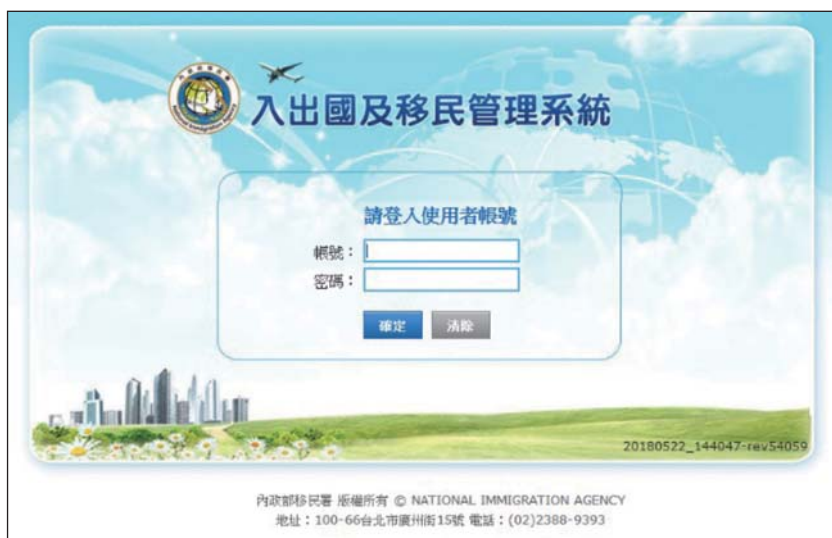 入出國及移民管理系統
請登入使用者帳號
帳號：
密碼：
確定 清除
20180522_144047-rev54059
內政部移民署 版權所有 © NATIONAL IMMIGRATION AGENCY
地址：100-66台北市廣州街15號 電話：(02)2388-9393